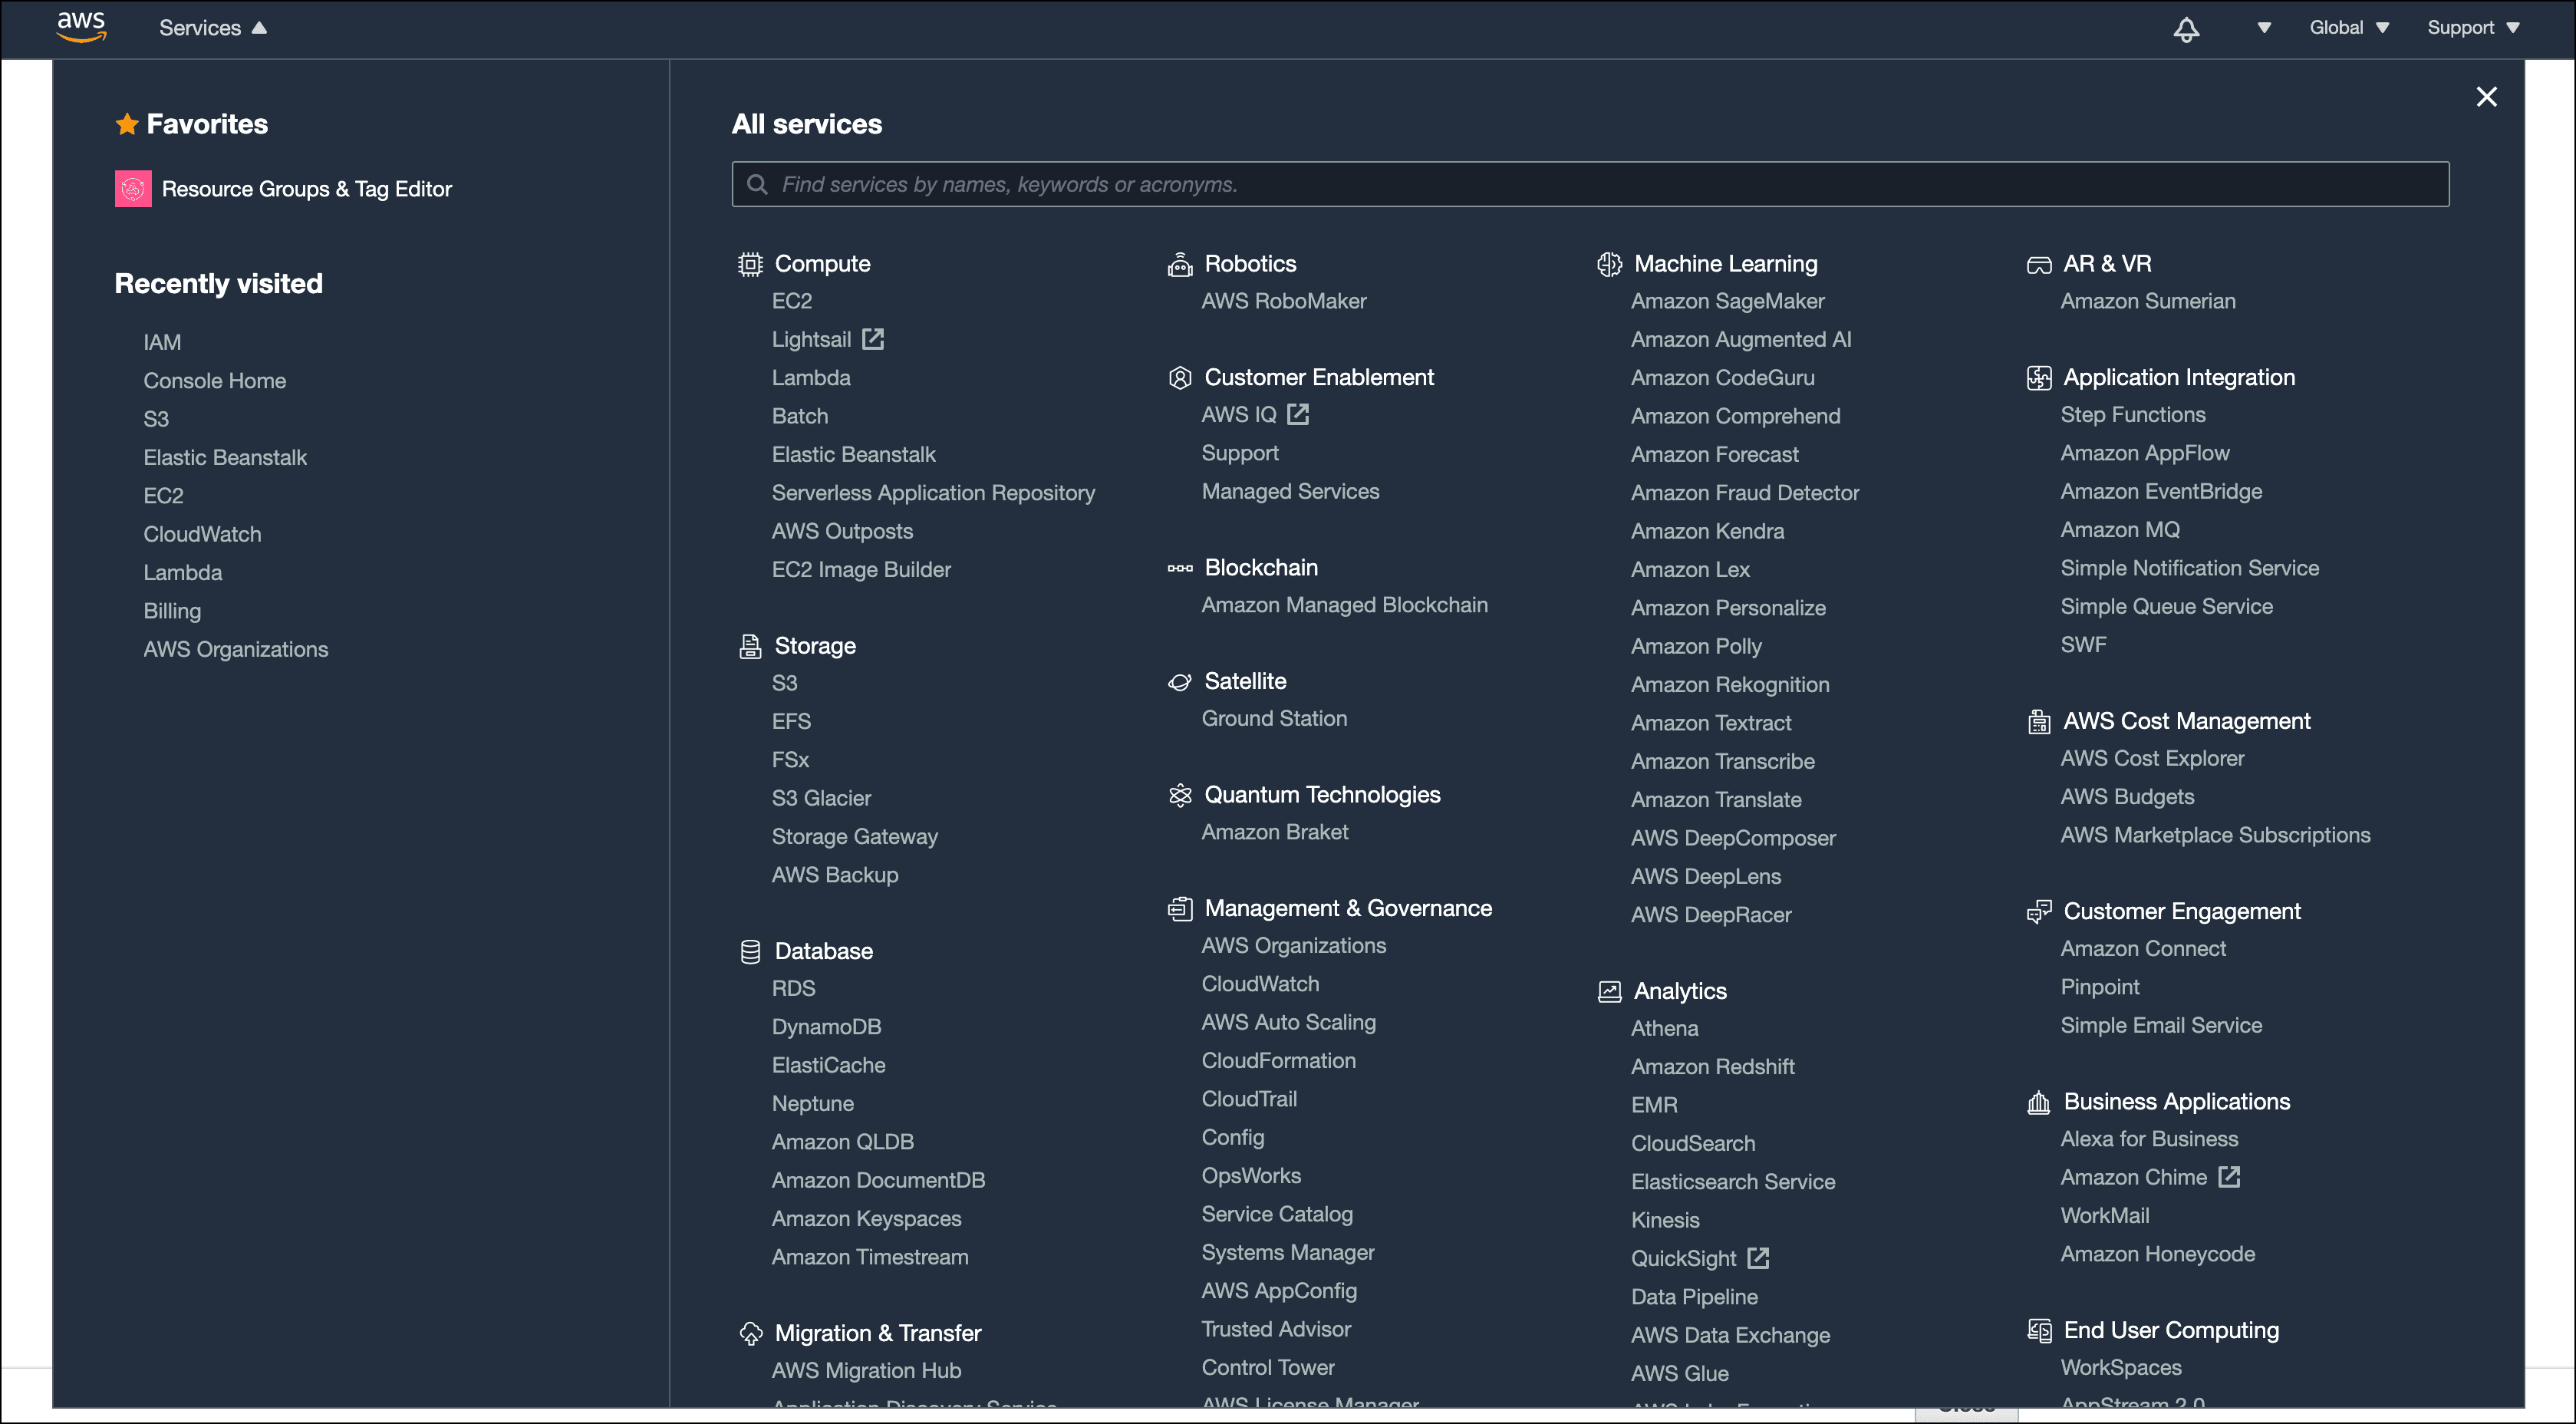 aws Services Global Support
Favorites
Resource Groups & Tag Editor
Recently visited
IAM
Console Home
S3
Elastic Beanstalk
EC2
CloudWatch
Lambda
Billing
AWS Organizations
All services
Find services by names, keywords or acronyms.
Compute
EC2
Lightsail
Lambda
Batch
Elastic Beanstalk
Serverless Application Repository
AWS Outposts
EC2 Image Builder
Storage
S3
EFS
FSx
S3 Glacier
Storage Gateway
AWS Backup
Database
RDS
DynamoDB
ElastiCache
Neptune
Amazon QLDB
Amazon DocumentDB
Amazon Keyspaces
Amazon Timestream
Migration & Transfer
AWS Migration Hub
Application Discovery Service
Robotics
AWS RoboMaker
Customer Enablement
AWS IQ
Support
Managed Services
Blockchain
Amazon Managed Blockchain
Satellite
Ground Station
Quantum Technologies
Amazon Braket
Management & Governance
AWS Organizations
CloudWatch
AWS Auto Scaling
CloudFormation
CloudTrail
Config
OpsWorks
Service Catalog
Systems Manager
AWS AppConfig
Trusted Advisor
Control Tower
AWS License Manager
Machine Learning
Amazon SageMaker
Amazon Augmented AI
Amazon CodeGuru
Amazon Comprehend
Amazon Forecast
Amazon Fraud Detector
Amazon Kendra
Amazon Lex
Amazon Personalize
Amazon Polly
Amazon Rekognition
Amazon Textract
Amazon Transcribe
Amazon Translate
AWS DeepComposer
AWS DeepLens
AWS DeepRacer
Analytics
Athena
Amazon Redshift
EMR
CloudSearch
Elasticsearch Service
Kinesis
QuickSight
Data Pipeline
AWS Data Exchange
AWS Glue
AR & VR
Amazon Sumerian
Application Integration
Step Functions
Amazon AppFlow
Amazon EventBridge
Amazon MQ
Simple Notification Service
Simple Queue Service
SWF
AWS Cost Management
AWS Cost Explorer
AWS Budgets
AWS Marketplace Subscriptions
Customer Engagement
Amazon Connect
Pinpoint
Simple Email Service
Business Applications
Alexa for Business
Amazon Chime
WorkMail
Amazon Honeycode
End User Computing
WorkSpaces
AppStream 2.0